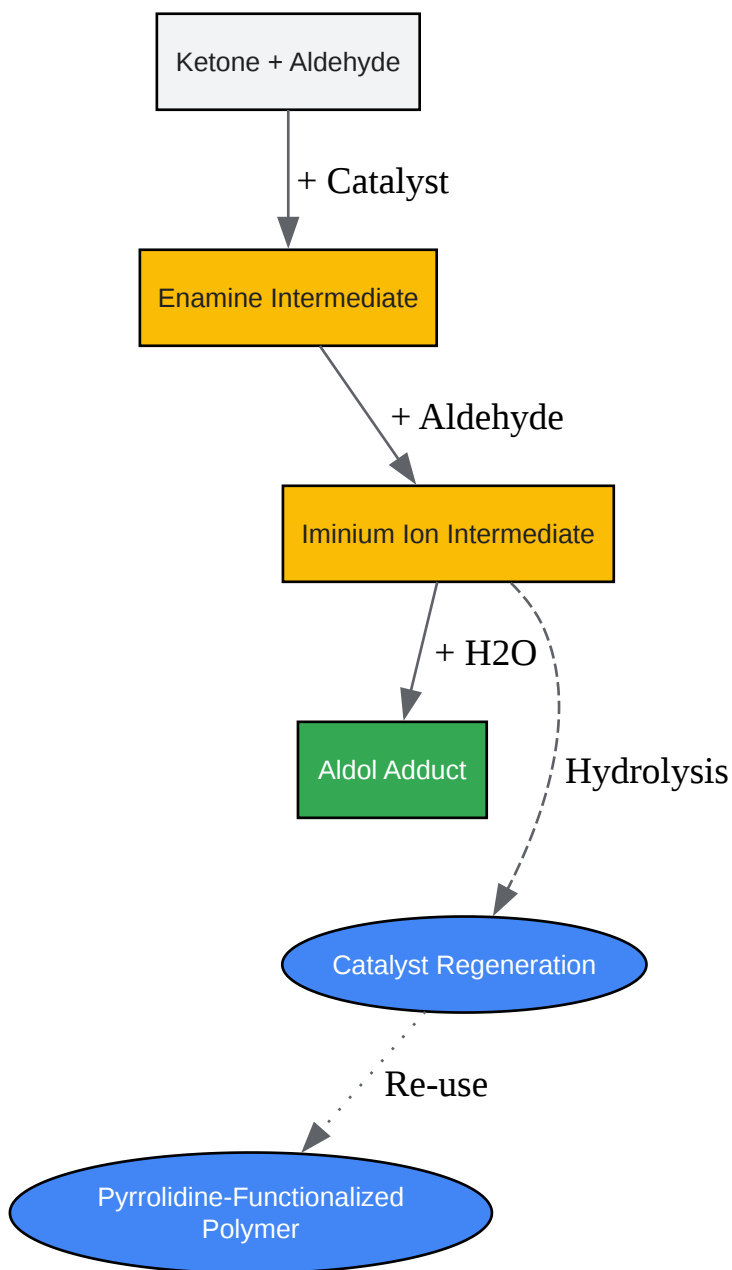 Ketone + Aldehyde
+ Catalyst
Enamine Intermediate
+ Aldehyde
Iminium Ion Intermediate
+ H2O
Aldol Adduct
Hydrolysis
Catalyst Regeneration
Re-use
Pyrrolidine-Functionalized
Polymer